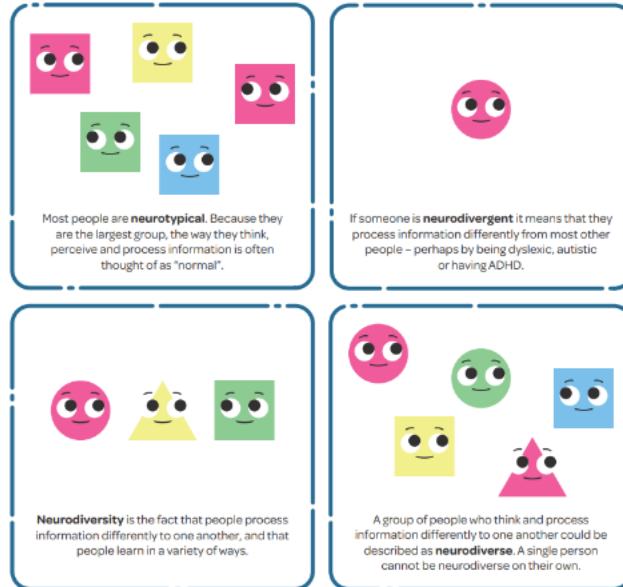 Most people are neurotypical. Because they
are the largest group, the way they think,
perceive and process information is often
thought of as “normal”.
If someone is neurodivergent it means that they
process information differently from most other
people – perhaps by being dyslexic, autistic
or having ADHD.
Neurodiversity is the fact that people process
information differently to one another, and that
people learn in a variety of ways.
A group of people who think and process
information differently to one another could be
described as neurodiverse. A single person
cannot be neurodiverse on their own.